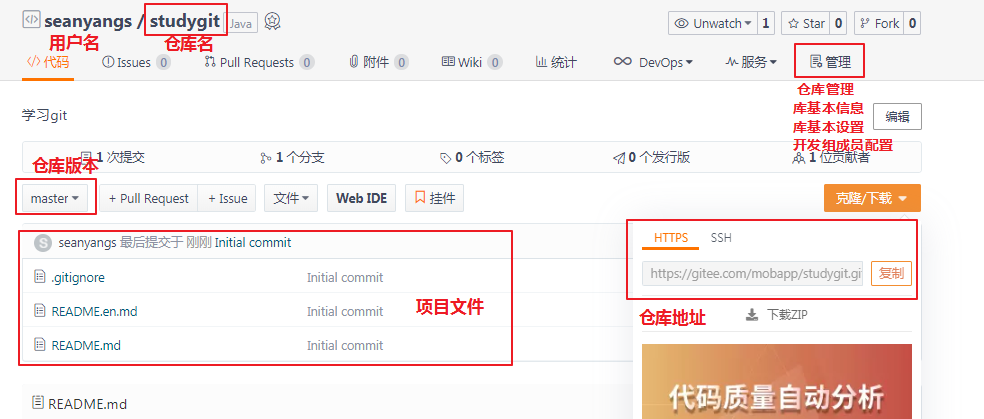 seanyangs / studygit Java
Unwatch 1 Star 0 Fork 0
用户名 仓库名
代码 Issues 0 Pull Requests 0 附件 0 Wiki 0 统计 DevOps 服务 管理
仓库管理
库基本信息
库基本设置
开发组成员配置
学习git 编辑
1 次提交 1 个分支 0 个标签 0 个发行版 1 位贡献者
仓库版本
master + Pull Request + Issue 文件 Web IDE 挂件 克隆/下载
S seanyangs 最后提交于 刚刚 Initial commit
HTTPS SSH
.gitignore Initial commit
https://gitee.com/mobapp/studygit.gi 复制
README.en.md Initial commit
项目文件
仓库地址 下载ZIP
README.md Initial commit
代码质量自动分析
README.md